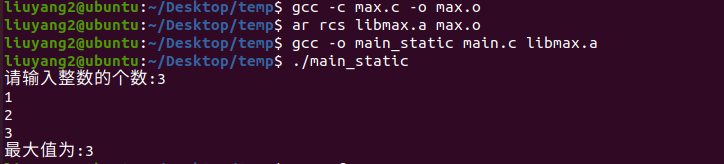 liuyang2@ubuntu:~/Desktop/temp$ gcc -c max.c -o max.o
liuyang2@ubuntu:~/Desktop/temp$ ar rcs libmax.a max.o
liuyang2@ubuntu:~/Desktop/temp$ gcc -o main_static main.c libmax.a
liuyang2@ubuntu:~/Desktop/temp$ ./main_static
请输入整数的个数:3
1
2
3
最大值为:3